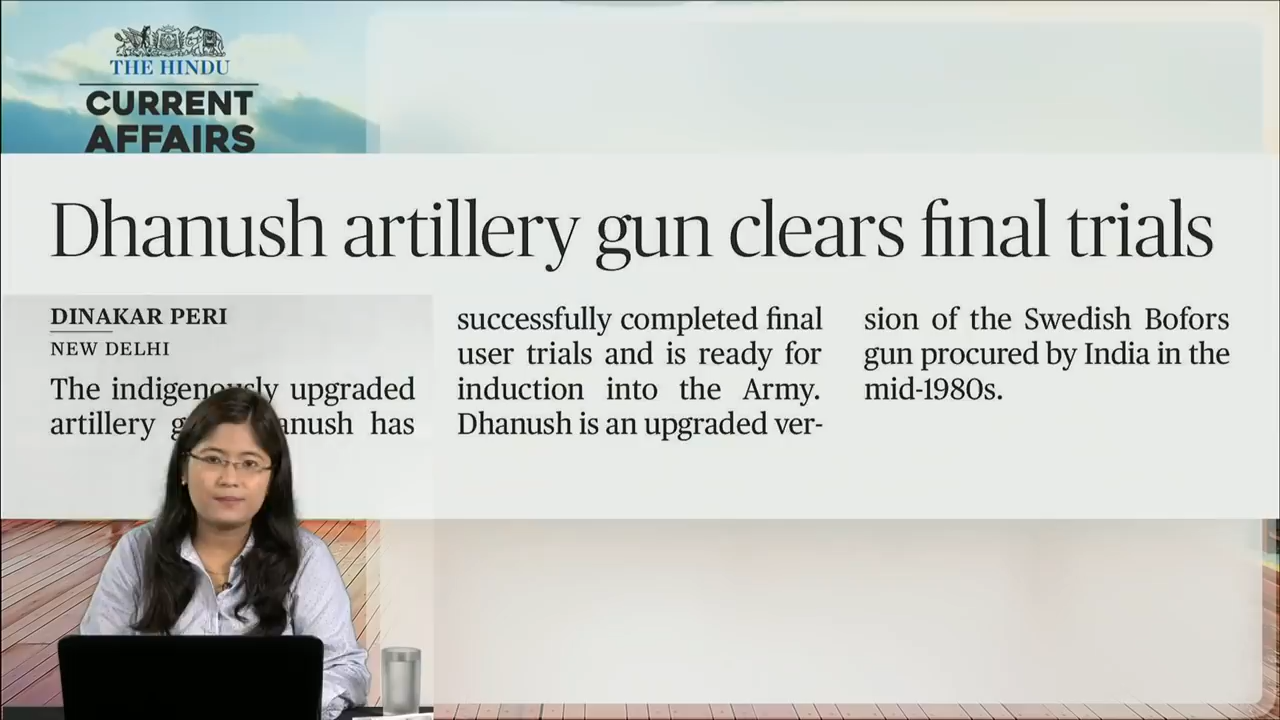 THE HINDU
CURRENT
AFFAIRS
Dhanush artillery gun clears final trials
DINAKAR PERI
NEW DELHI
The upgraded
artillery has
successfully completed final
user trials and is ready for
induction into the Army.
Dhanush is an upgraded ver-
sion of the Swedish Bofors
gun procured by India in the
mid-1980s.